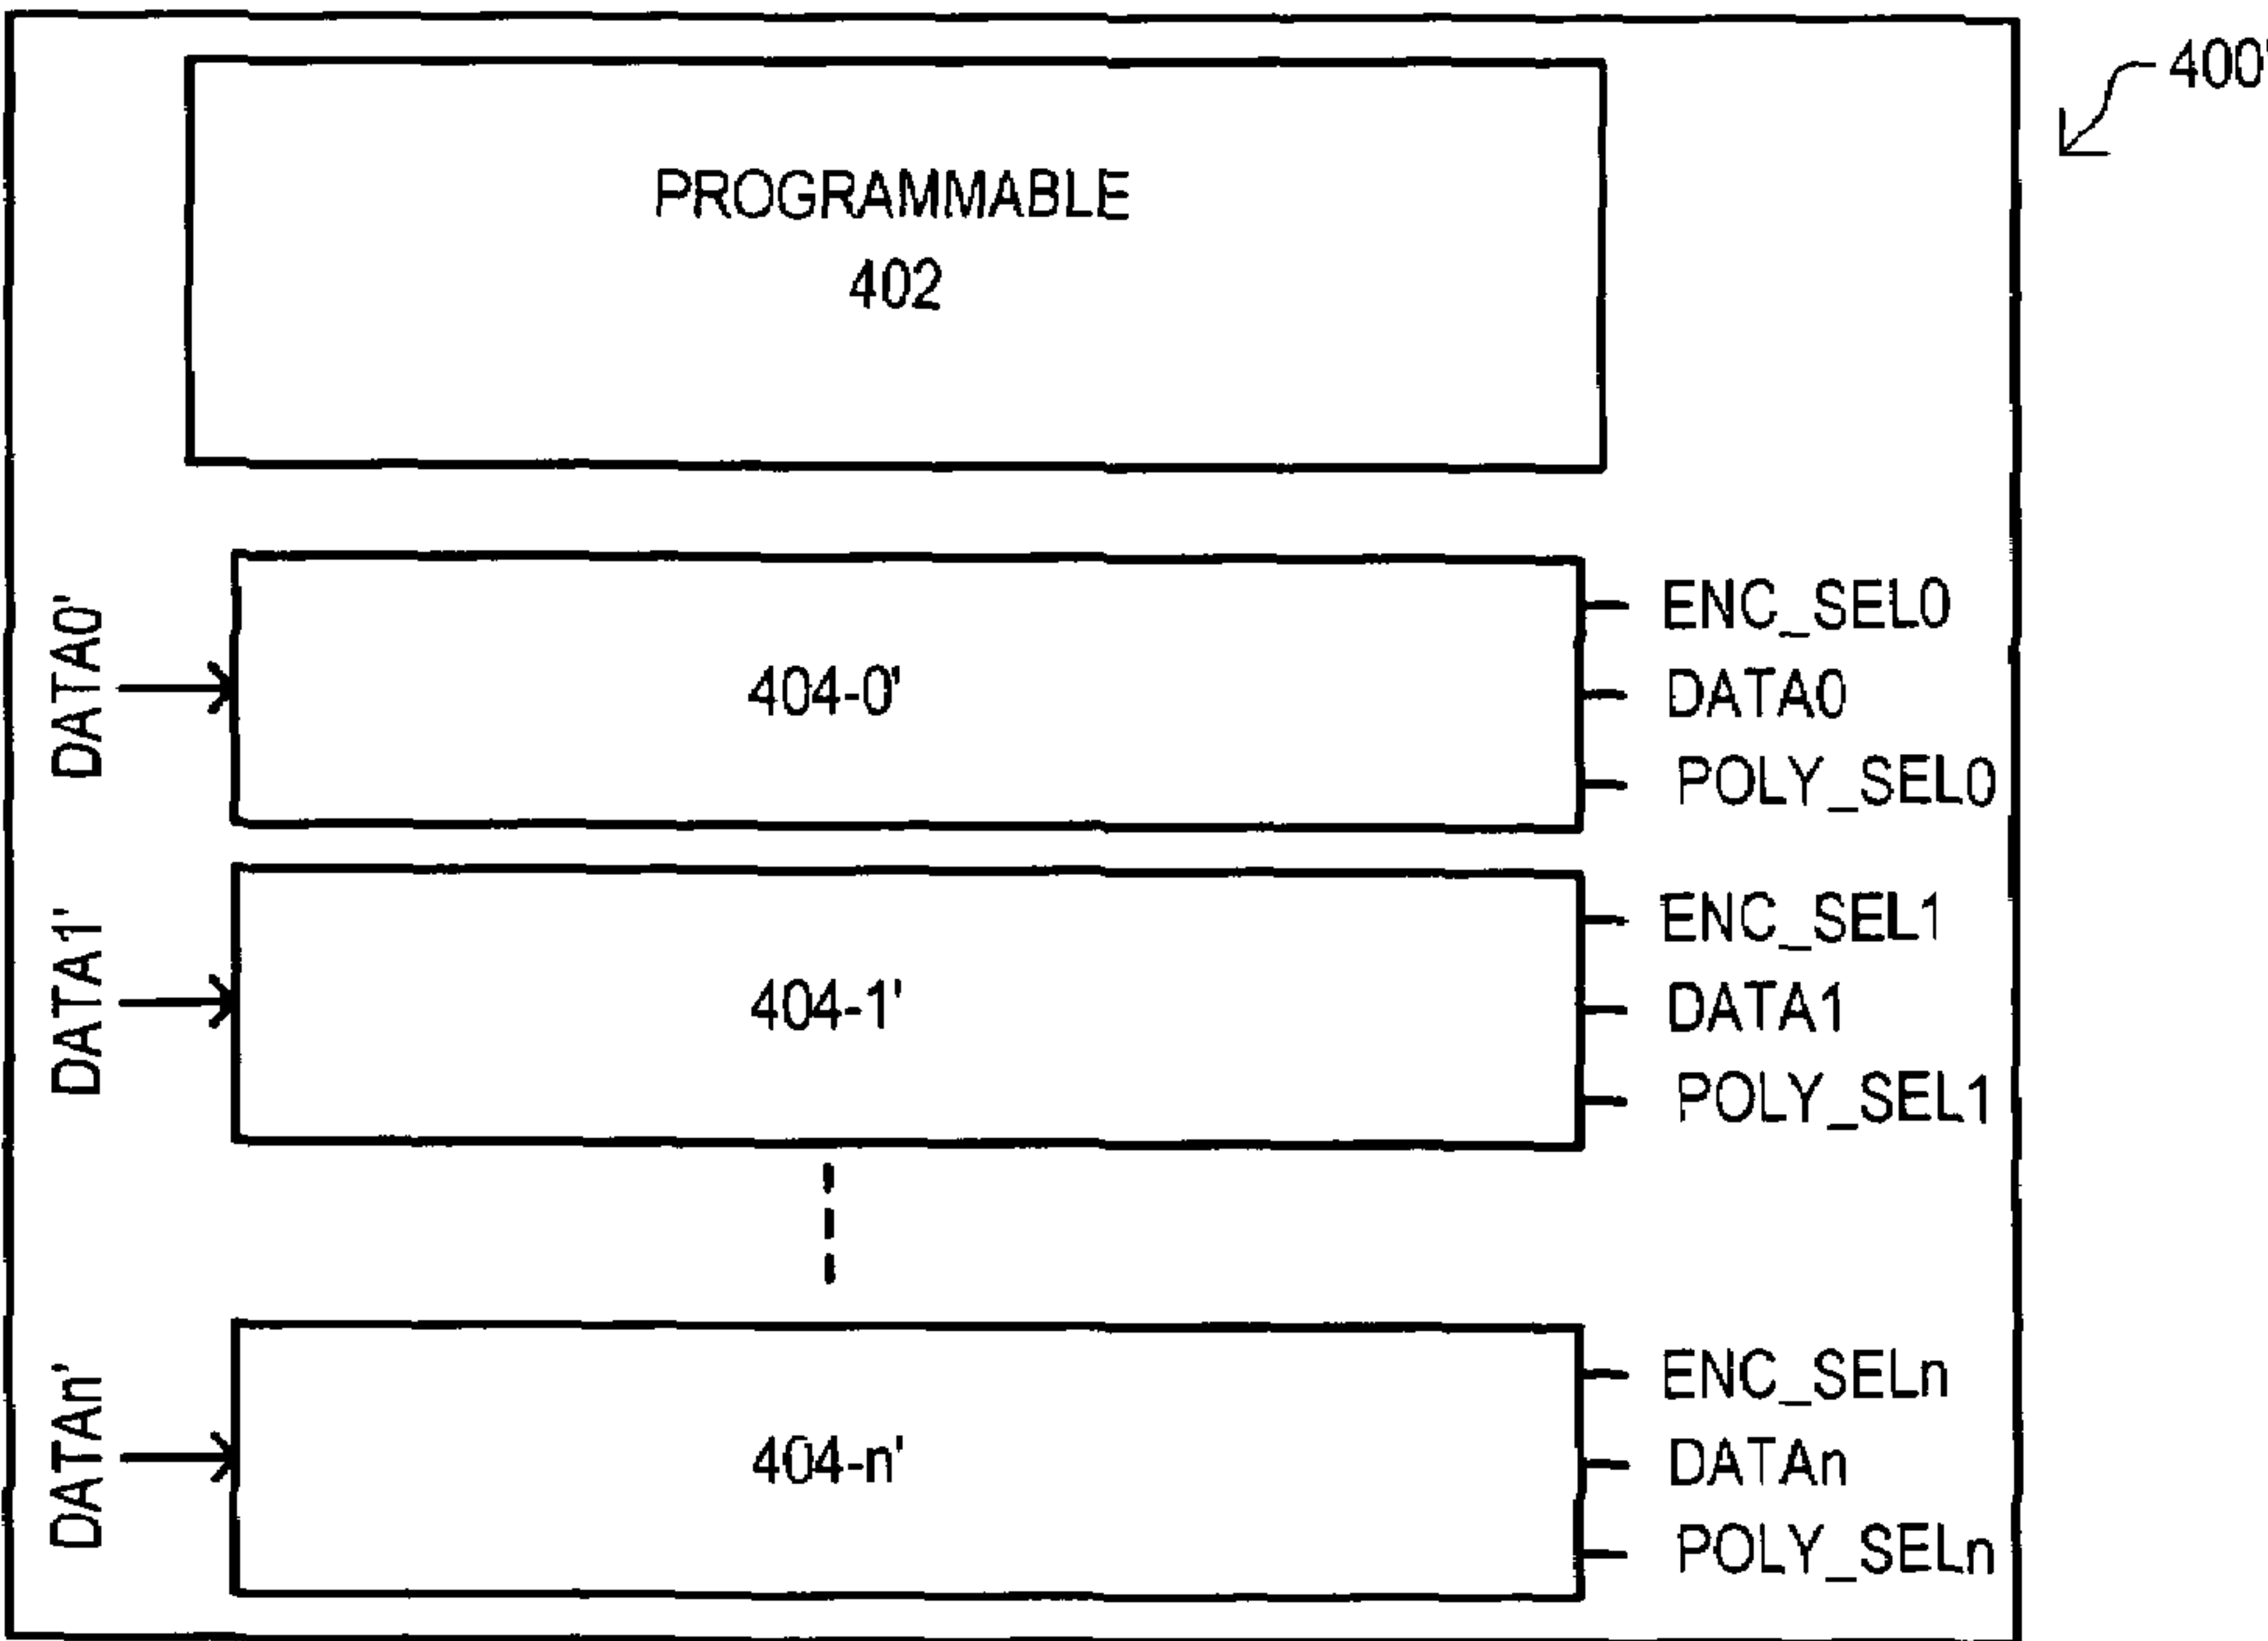 400'
PROGRAMMABLE
402
DATA0'
404-0'
ENC_SEL0
DATA0
POLY_SEL0
DATA1'
404-1'
ENC_SEL1
DATA1
POLY_SEL1
DATAn'
404-n'
ENC_SELn
DATAn
POLY_SELn